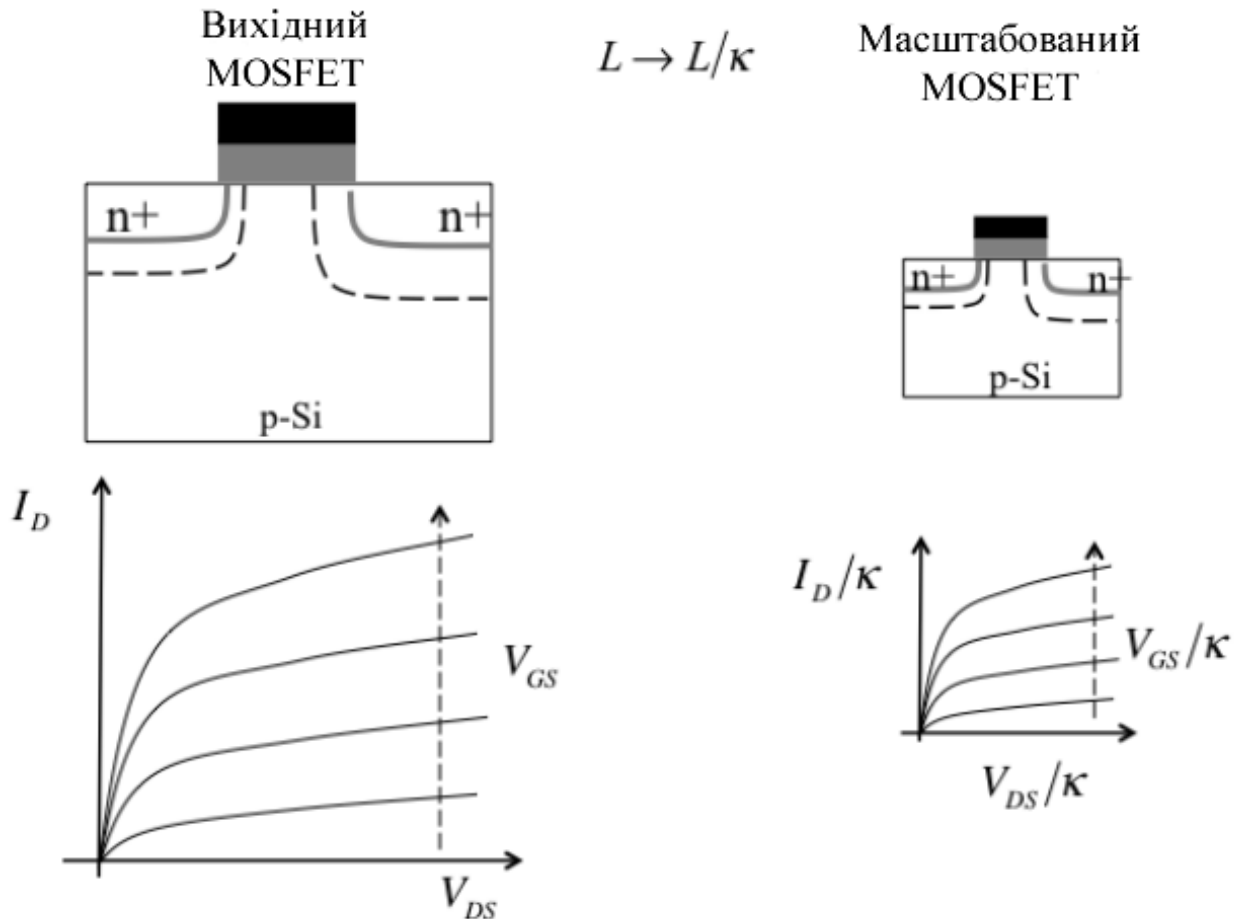 Вихідний
MOSFET
L → L/κ
Масштабований
MOSFET
n+
n+
p-Si
n+
n+
p-Si
I_D
V_GS
V_DS
I_D/κ
V_GS/κ
V_DS/κ